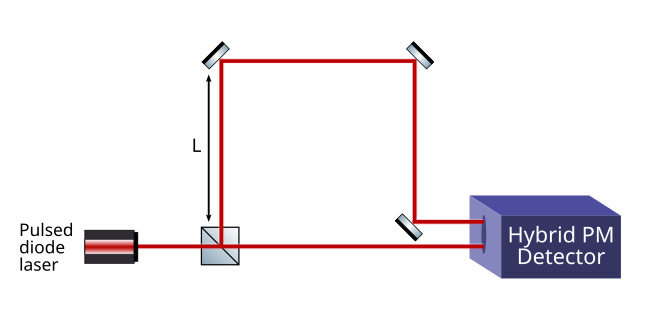 L
Pulsed
diode
laser
Hybrid PM
Detector